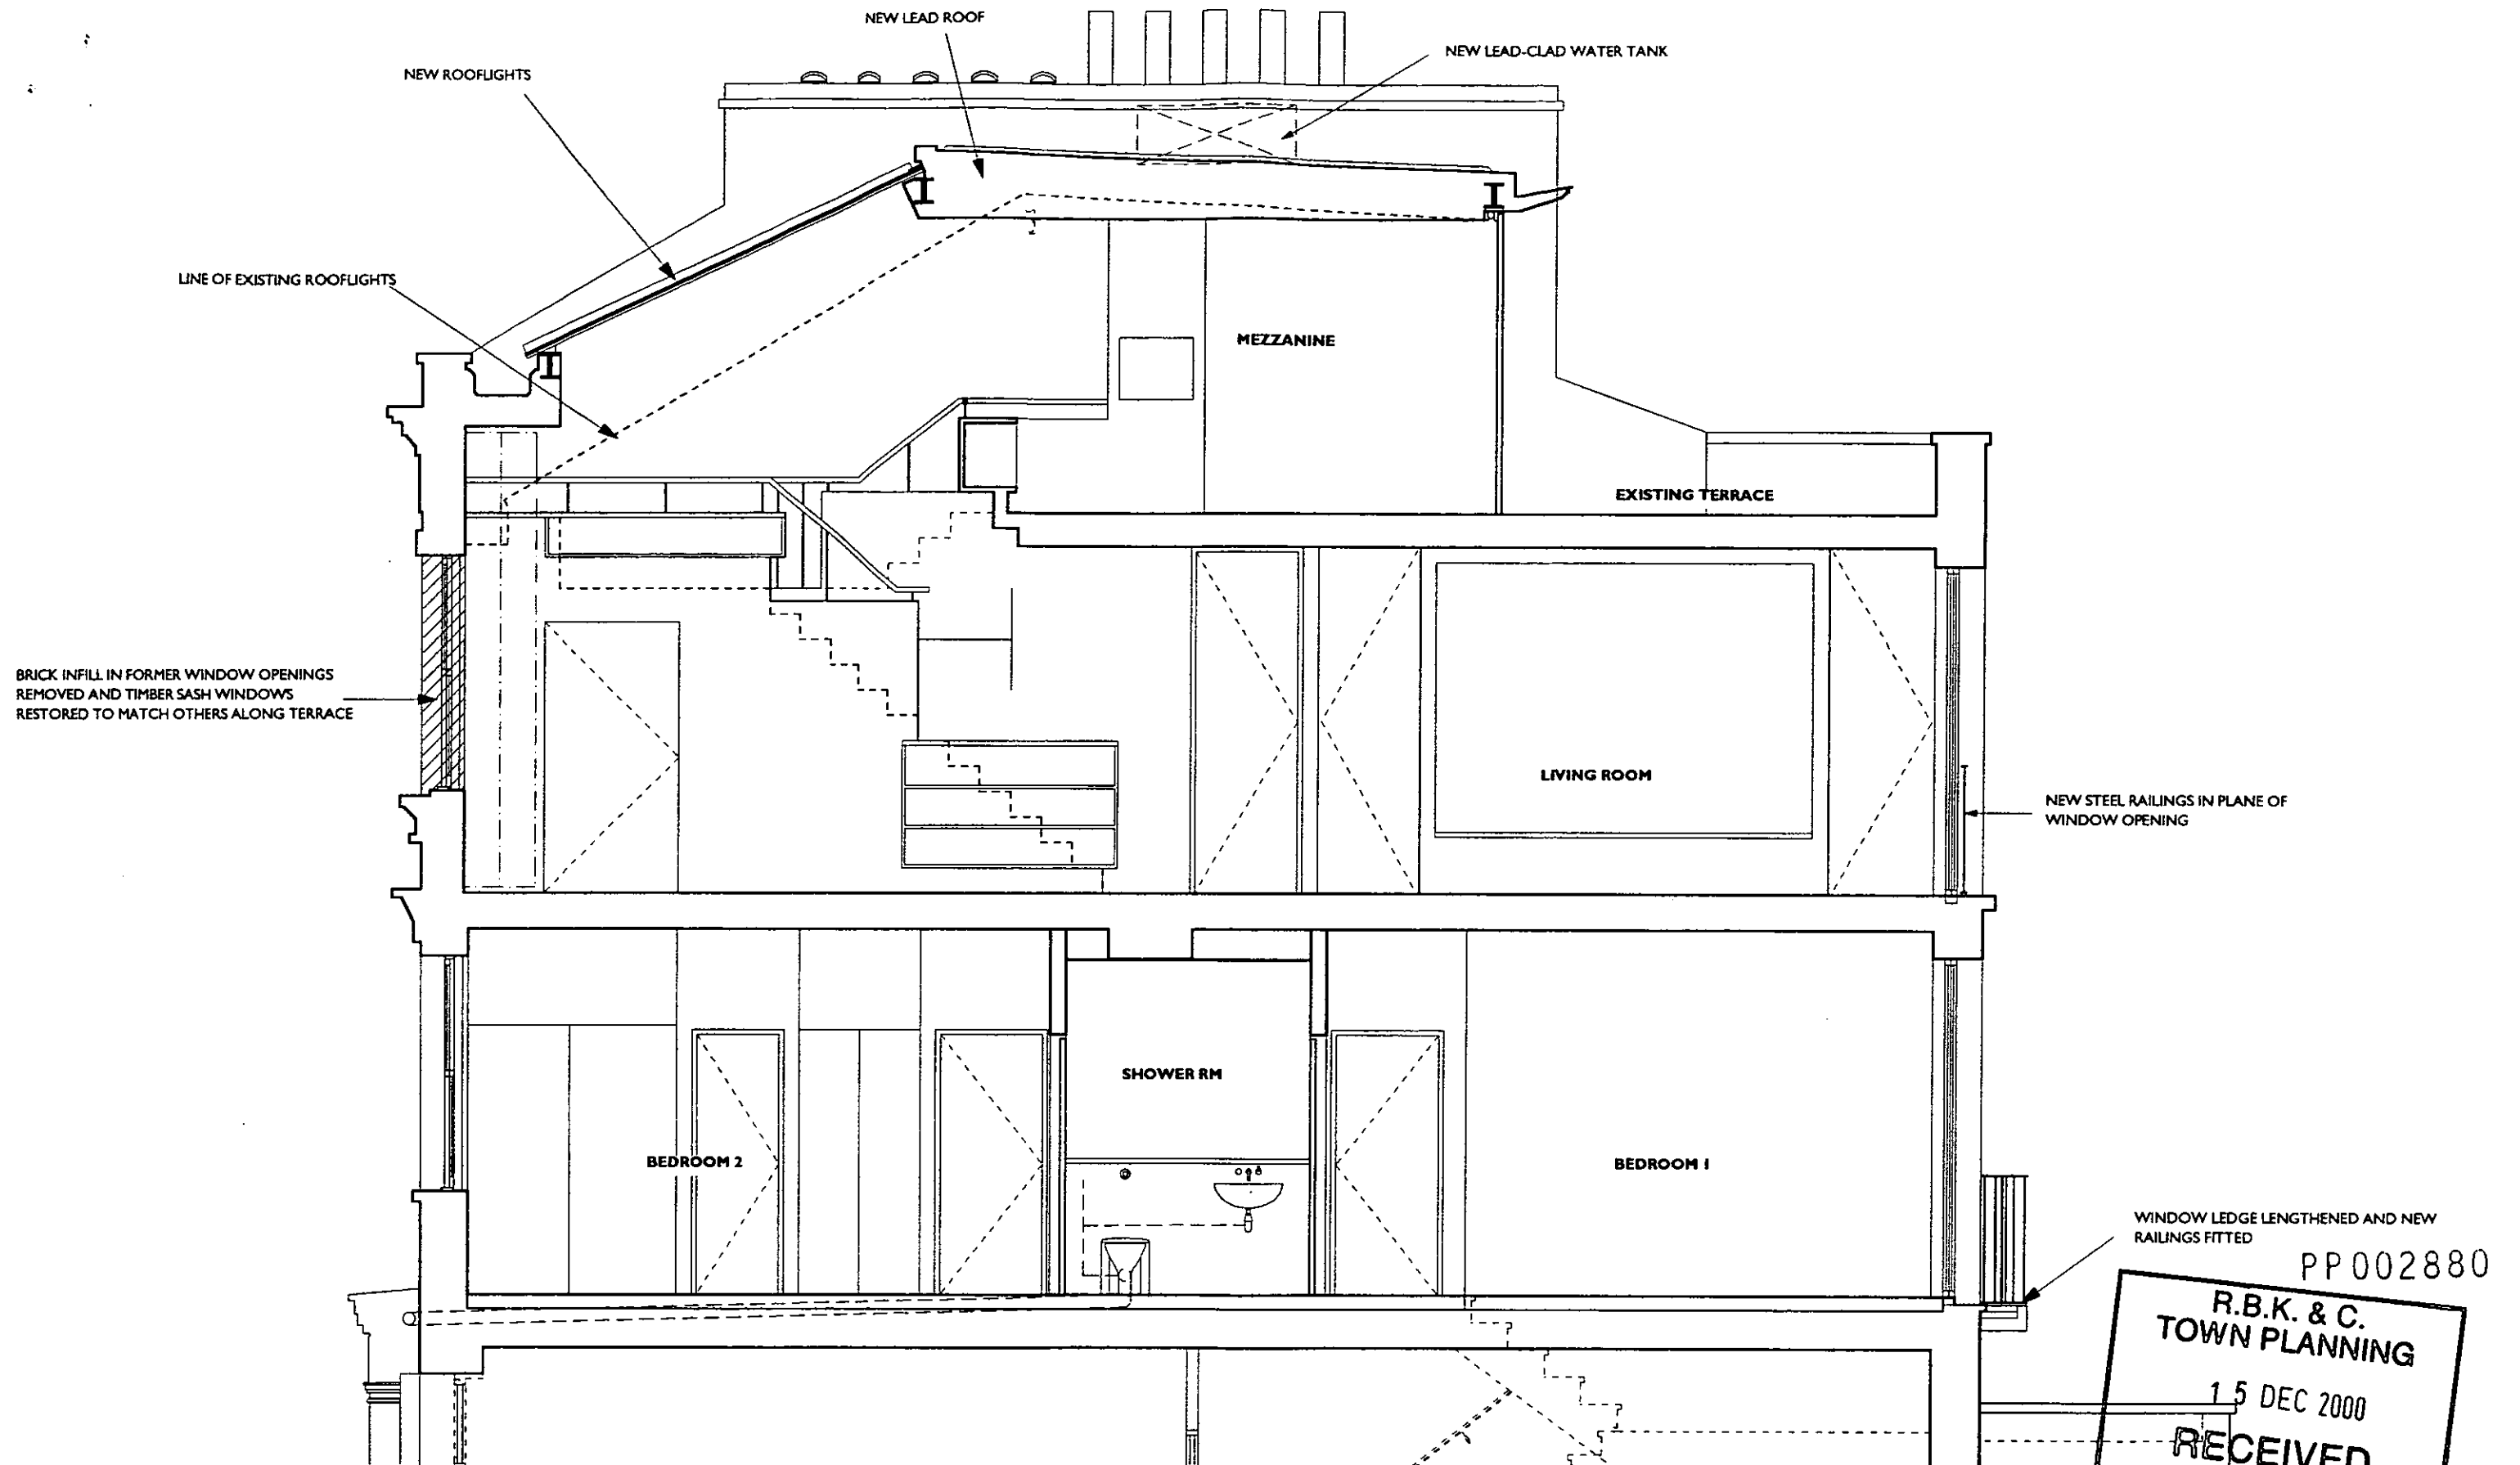 NEW LEAD ROOF
NEW LEAD-CLAD WATER TANK
NEW ROOFLIGHTS
LINE OF EXISTING ROOFLIGHTS
MEZZANINE
EXISTING TERRACE
BRICK INFILL IN FORMER WINDOW OPENINGS
REMOVED AND TIMBER SASH WINDOWS
RESTORED TO MATCH OTHERS ALONG TERRACE
LIVING ROOM
NEW STEEL RAILINGS IN PLANE OF
WINDOW OPENING
SHOWER RM
BEDROOM 2
BEDROOM 1
WINDOW LEDGE LENGTHENED AND NEW
RAILINGS FITTED
PP002880
R.B.K. & C.
TOWN PLANNING
15 DEC 2000
RECEIVED